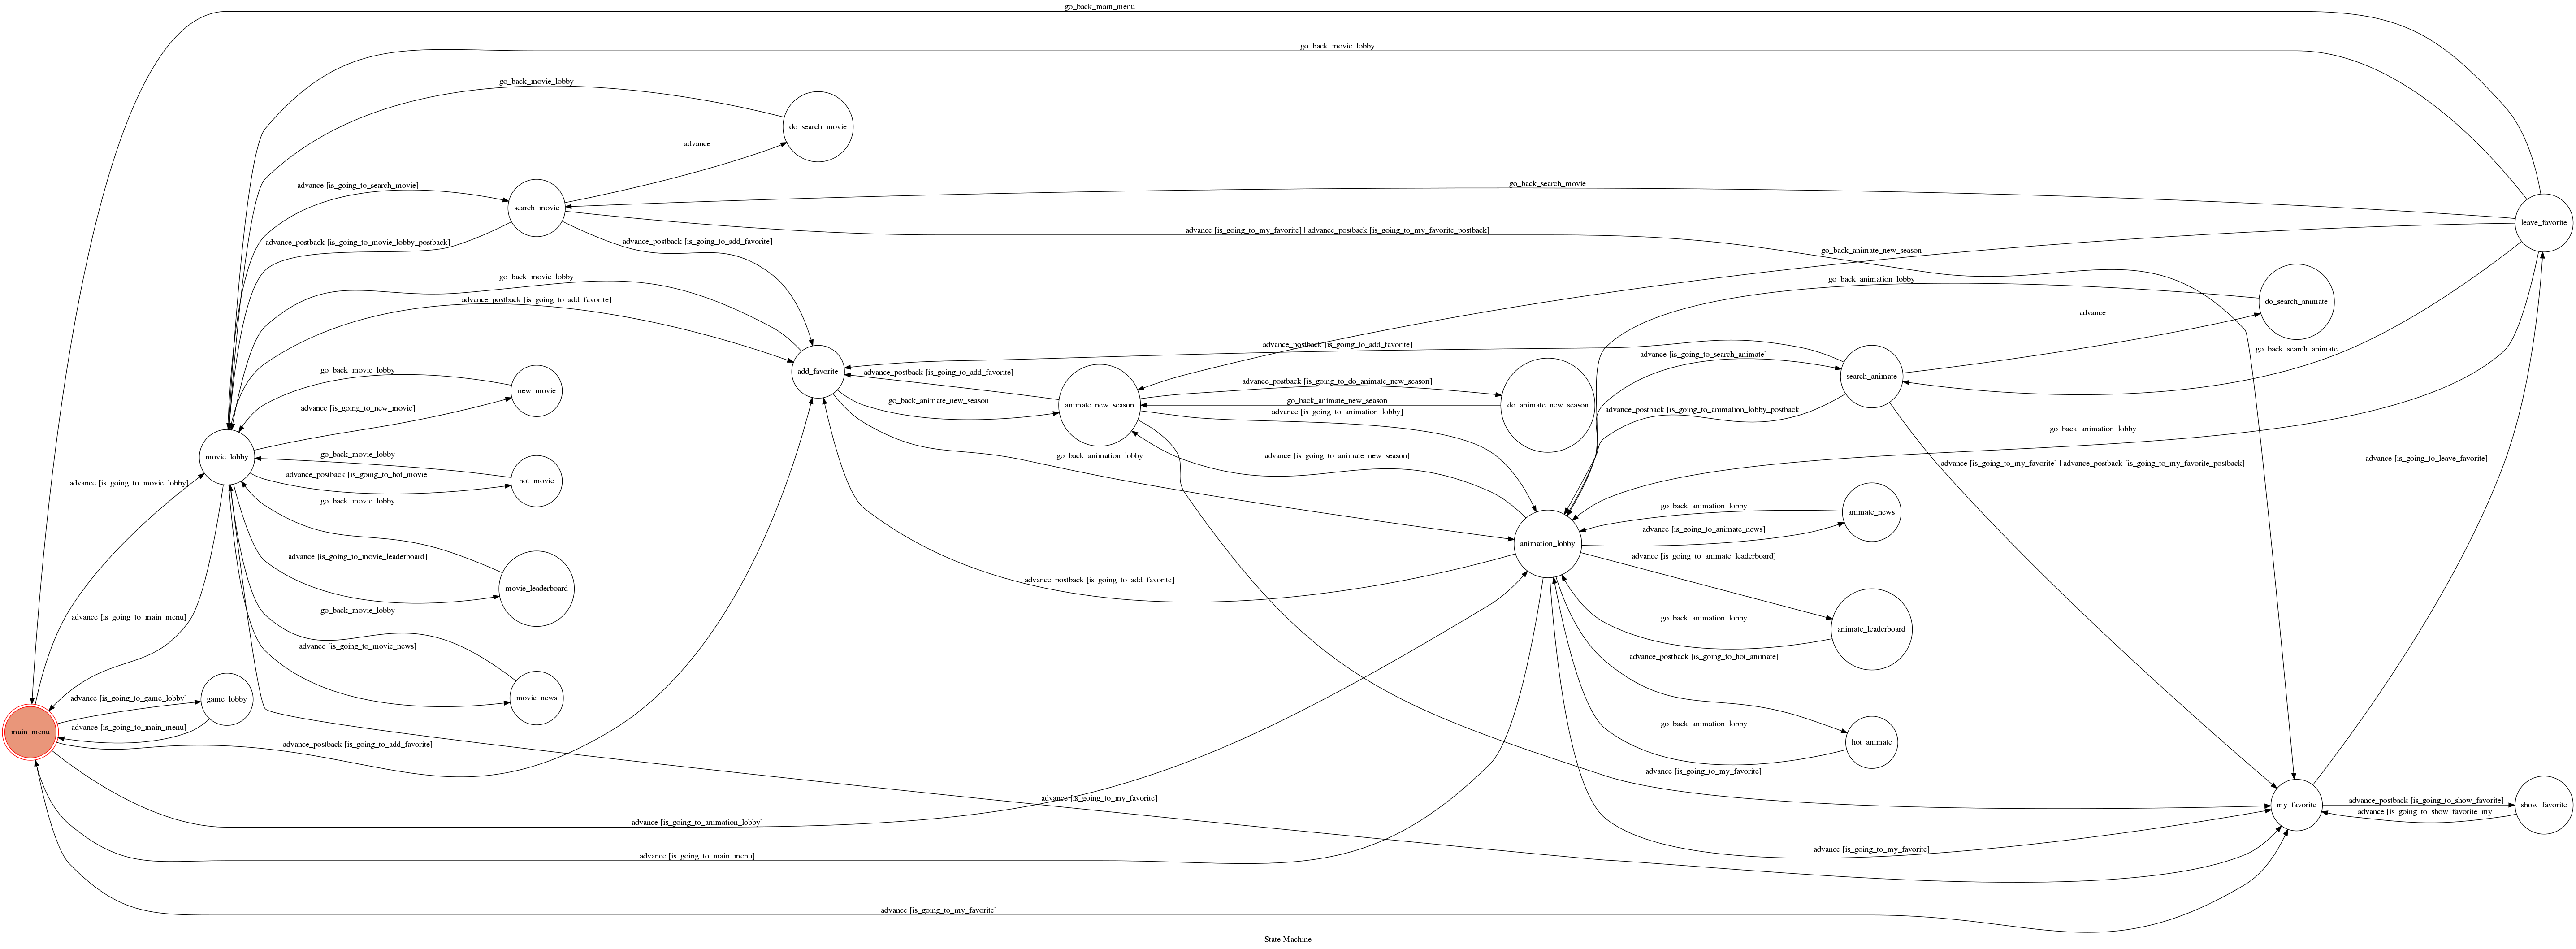 go_back_main_menu
go_back_movie_lobby
go_back_movie_lobby
do_search_movie
advance
advance [is_going_to_search_movie]
go_back_search_movie
search_movie
leave_favorite
advance [is_going_to_my_favorite] | advance_postback [is_going_to_my_favorite_postback]
advance_postback [is_going_to_movie_lobby_postback]
advance_postback [is_going_to_add_favorite]
go_back_animate_new_season
go_back_movie_lobby
go_back_animation_lobby
advance_postback [is_going_to_add_favorite]
do_search_animate
advance
advance_postback [is_going_to_add_favorite]
go_back_search_animate
advance [is_going_to_search_animate]
go_back_movie_lobby
add_favorite
advance_postback [is_going_to_add_favorite]
search_animate
advance_postback [is_going_to_do_animate_new_season]
new_movie
go_back_animate_new_season
go_back_animate_new_season
animate_new_season
do_animate_new_season
advance [is_going_to_new_movie]
advance [is_going_to_animation_lobby]
advance_postback [is_going_to_animation_lobby_postback]
go_back_animation_lobby
go_back_movie_lobby
movie_lobby
go_back_animation_lobby
advance [is_going_to_animate_new_season]
advance [is_going_to_leave_favorite]
advance [is_going_to_my_favorite] | advance_postback [is_going_to_my_favorite_postback]
advance_postback [is_going_to_hot_movie]
hot_movie
advance [is_going_to_movie_lobby]
go_back_movie_lobby
go_back_animation_lobby
animate_news
advance [is_going_to_animate_news]
animation_lobby
advance [is_going_to_movie_leaderboard]
advance [is_going_to_animate_leaderboard]
advance_postback [is_going_to_add_favorite]
movie_leaderboard
go_back_movie_lobby
advance [is_going_to_main_menu]
go_back_animation_lobby
animate_leaderboard
advance [is_going_to_movie_news]
advance_postback [is_going_to_hot_animate]
advance [is_going_to_game_lobby]
game_lobby
movie_news
advance [is_going_to_main_menu]
go_back_animation_lobby
main_menu
advance_postback [is_going_to_add_favorite]
hot_animate
advance [is_going_to_my_favorite]
advance [is_going_to_my_favorite]
advance_postback [is_going_to_show_favorite]
my_favorite
show_favorite
advance [is_going_to_show_favorite_my]
advance [is_going_to_animation_lobby]
advance [is_going_to_my_favorite]
advance [is_going_to_main_menu]
advance [is_going_to_my_favorite]
State Machine